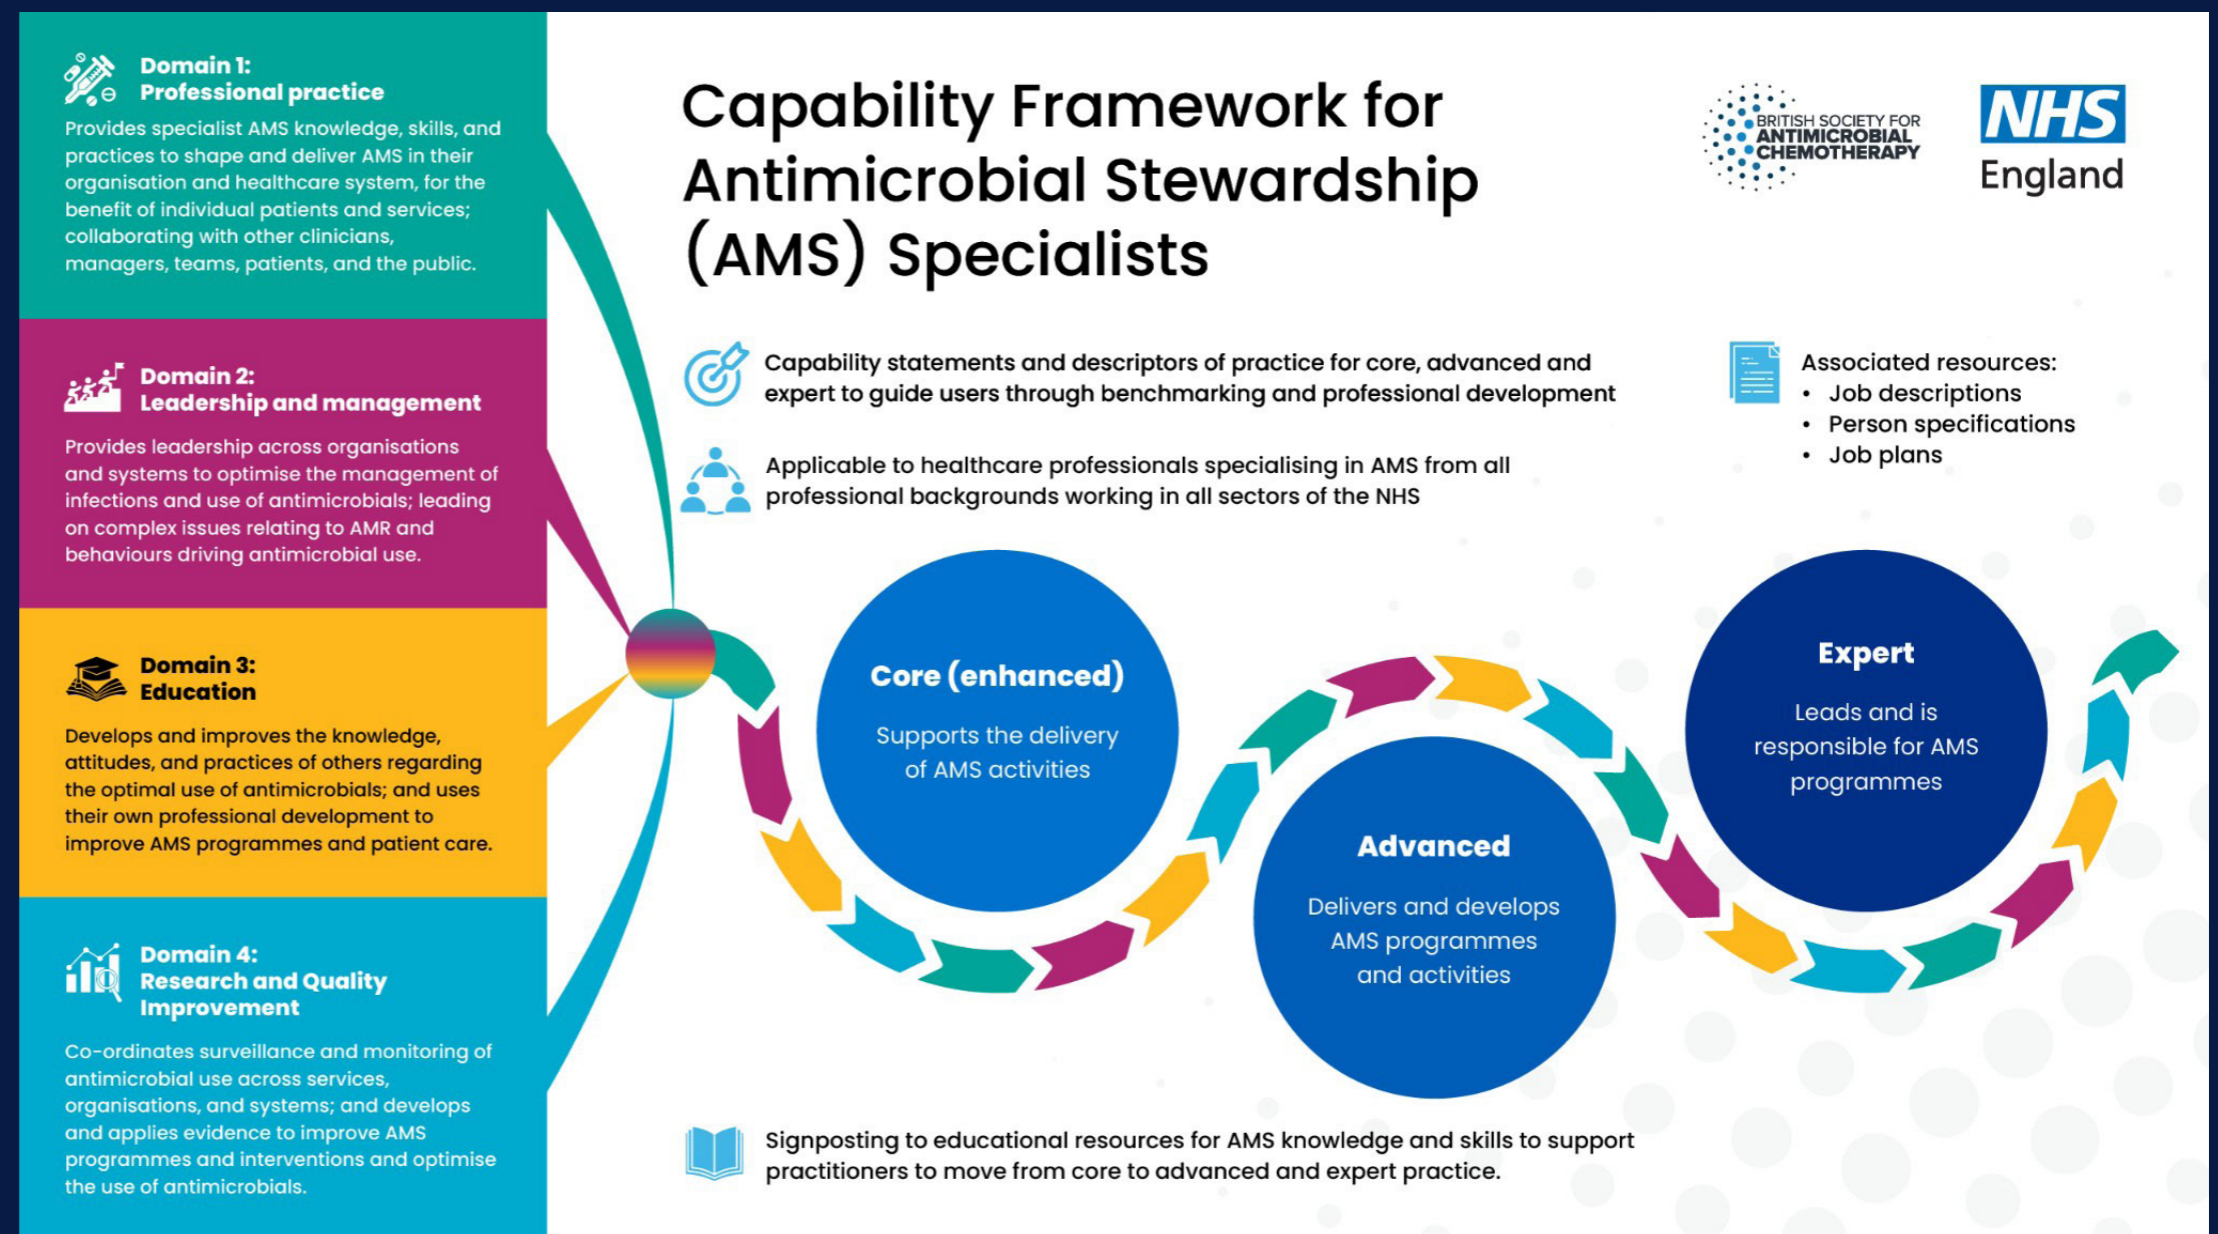 Domain 1:
Professional practice
Provides specialist AMS knowledge, skills, and
practices to shape and deliver AMS in their
organisation and healthcare system, for the
benefit of individual patients and services;
collaborating with other clinicians,
managers, teams, patients, and the public.
Domain 2:
Leadership and management
Provides leadership across organisations
and systems to optimise the management of
infections and use of antimicrobials; leading
on complex issues relating to AMR and
behaviours driving antimicrobial use.
Domain 3:
Education
Develops and improves the knowledge,
attitudes, and practices of others regarding
the optimal use of antimicrobials; and uses
their own professional development to
improve AMS programmes and patient care.
Domain 4:
Research and Quality
Improvement
Co-ordinates surveillance and monitoring of
antimicrobial use across services,
organisations, and systems; and develops
and applies evidence to improve AMS
programmes and interventions and optimise
the use of antimicrobials.
Capability Framework for
Antimicrobial Stewardship
(AMS) Specialists
BRITISH SOCIETY FOR
ANTIMICROBIAL
CHEMOTHERAPY
NHS
England
Capability statements and descriptors of practice for core, advanced and
expert to guide users through benchmarking and professional development
Applicable to healthcare professionals specialising in AMS from all
professional backgrounds working in all sectors of the NHS
Associated resources:
• Job descriptions
• Person specifications
• Job plans
Core (enhanced)
Supports the delivery
of AMS activities
Advanced
Delivers and develops
AMS programmes
and activities
Expert
Leads and is
responsible for AMS
programmes
Signposting to educational resources for AMS knowledge and skills to support
practitioners to move from core to advanced and expert practice.